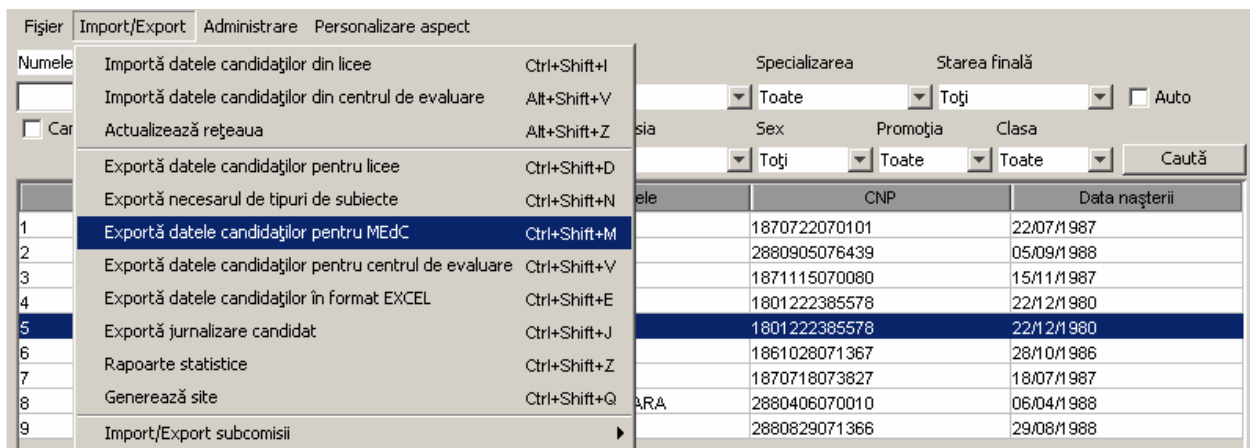 Fişier Import/Export Administrare Personalizare aspect
Numele Specializarea Starea finală
Toate Toţi Auto
Car sia Sex Promoţia Clasa
Toţi Toate Toate Caută
Importă datele candidaţilor din licee Ctrl+Shift+I
Importă datele candidaţilor din centrul de evaluare Alt+Shift+V
Actualizează reţeaua Alt+Shift+Z
Exportă datele candidaţilor pentru licee Ctrl+Shift+D
Exportă necesarul de tipuri de subiecte Ctrl+Shift+N
Exportă datele candidaţilor pentru MEdC Ctrl+Shift+M
Exportă datele candidaţilor pentru centrul de evaluare Ctrl+Shift+V
Exportă datele candidaţilor în format EXCEL Ctrl+Shift+E
Exportă jurnalizare candidat Ctrl+Shift+J
Rapoarte statistice Ctrl+Shift+Z
Generează site Ctrl+Shift+Q
Import/Export subcomisii
ele CNP Data naşterii
1 1870722070101 22/07/1987
2 2880905076439 05/09/1988
3 1871115070080 15/11/1987
4 1801222385578 22/12/1980
5 1801222385578 22/12/1980
6 1861028071367 28/10/1986
7 1870718073827 18/07/1987
8 ARA 2880406070010 06/04/1988
9 2880829071366 29/08/1988